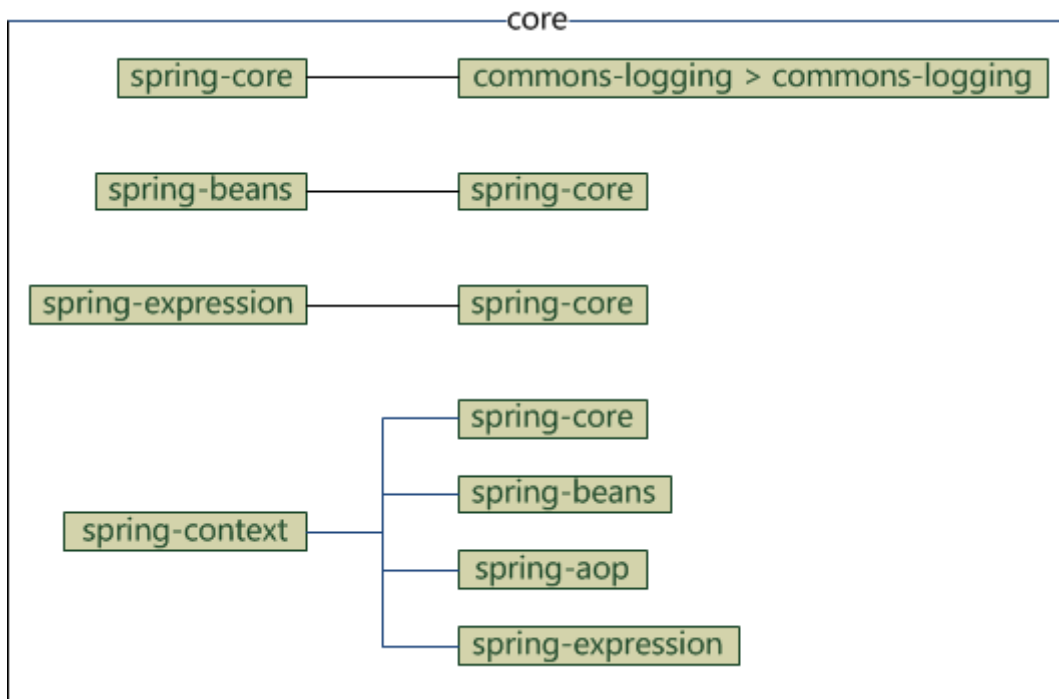 core
spring-core
commons-logging > commons-logging
spring-beans
spring-core
spring-expression
spring-core
spring-context
spring-core
spring-beans
spring-aop
spring-expression